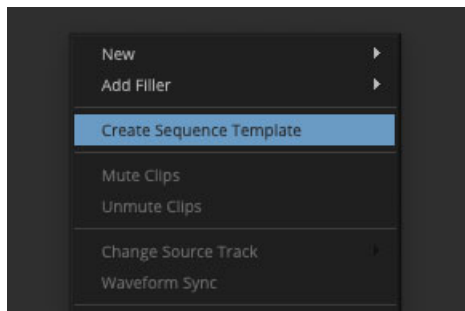 New
Add Filler
Create Sequence Template
Mute Clips
Unmute Clips
Change Source Track
Waveform Sync